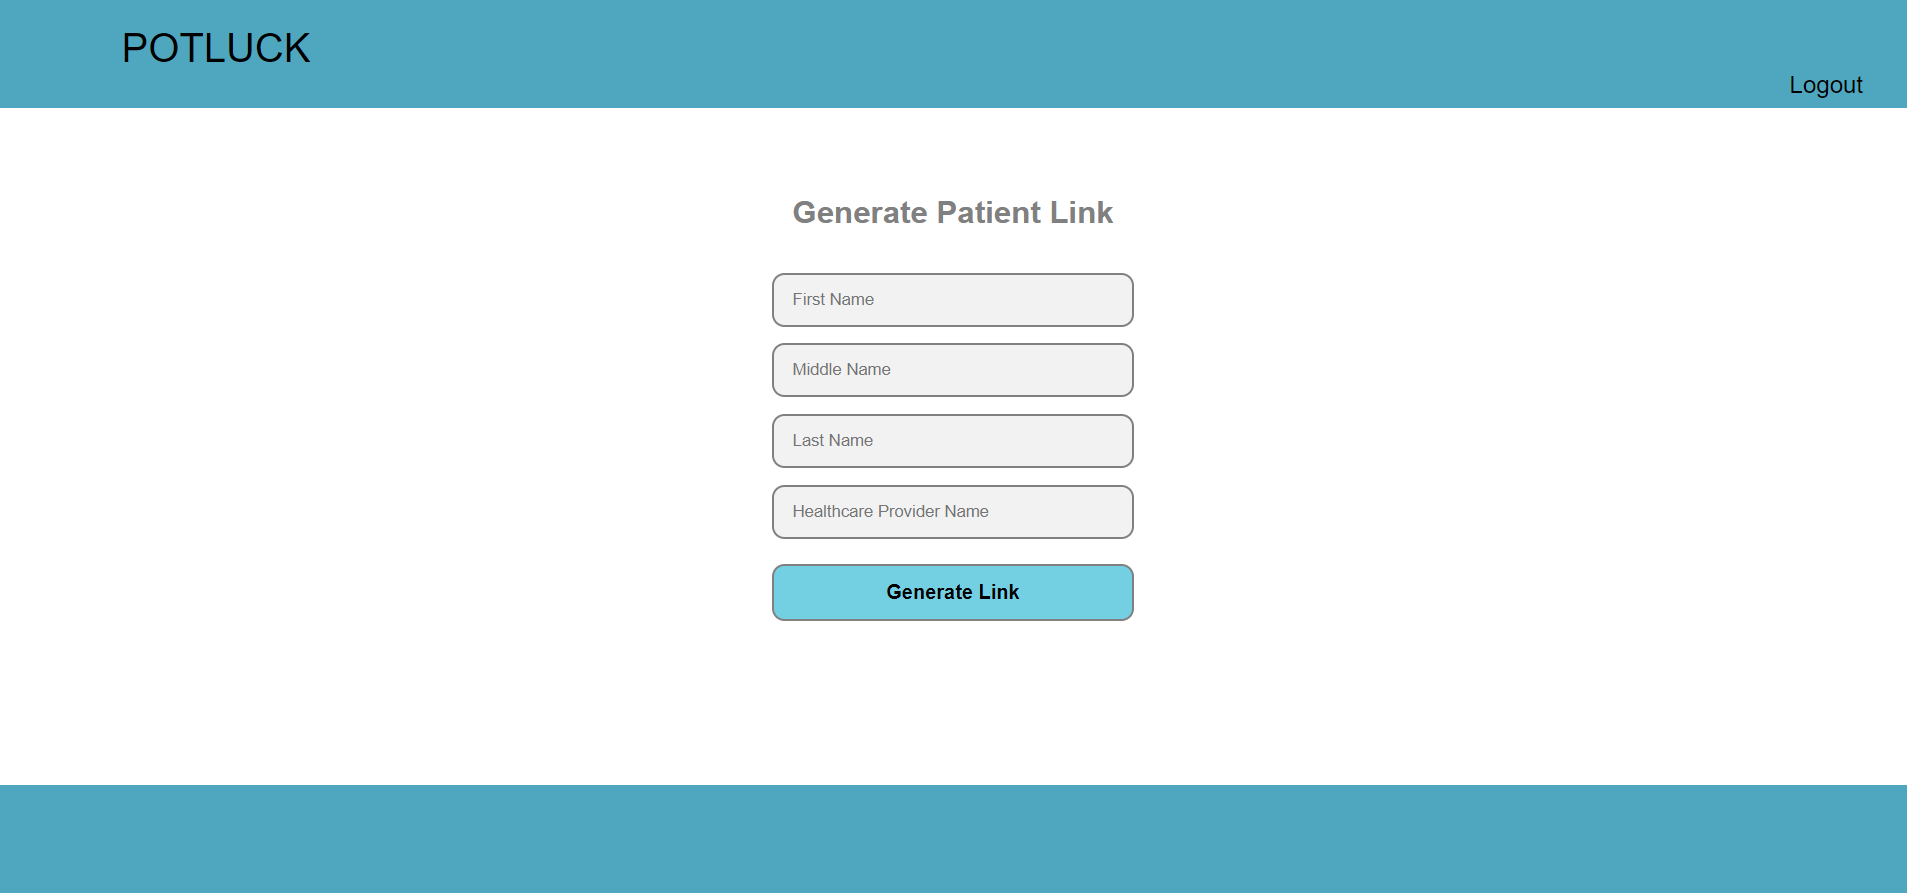 POTLUCK
Logout
Generate Patient Link
First Name
Middle Name
Last Name
Healthcare Provider Name
Generate Link